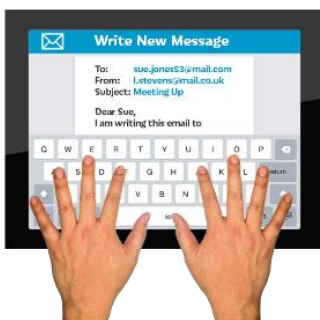 Write New Message
To: sue.jones53@mail.com
From: l.stevens@mail.co.uk
Subject: Meeting Up
Dear Sue,
I am writing this email to
Q W E R T Y U I O P
A S D F G H J K L return
V B N